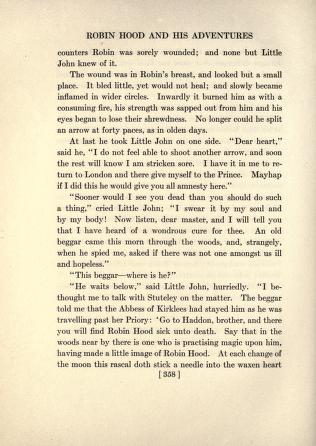 ROBIN HOOD AND HIS ADVENTURES
counters Robin was sorely wounded; and none but Little
John knew of it.
The wound was in Robin's breast, and looked but a small
place. It bled little, yet would not heal; and slowly became
inflamed in wider circles. Inwardly it burned him as with a
consuming fire, his strength was sapped out from him and his
eyes began to lose their shrewdness. No longer could he split
an arrow at forty paces, as in olden days.
At last he took Little John on one side. "Dear heart,"
said he, "I do not feel able to shoot another arrow, and soon
the rest will know I am stricken sore. I have it in me to re-
turn to London and there give myself to the Prince. Mayhap
if I did this he would give you all amnesty here."
"Sooner would I see you dead than you should do such
a thing," cried Little John; "I swear it by my soul and
by my body! Now listen, dear master, and I will tell you
that I have heard of a wondrous cure for thee. An old
beggar came this morn through the woods, and, strangely,
when he spied me, asked if there was not one amongst us ill
and hopeless."
"This beggar—where is he?"
"He waits below," said Little John, hurriedly. "I be-
thought me to talk with Stuteley on the matter. The beggar
told me that the Abbess of Kirklees had stayed him as he was
travelling past her Priory: 'Go to Haddon, brother, and there
you will find Robin Hood sick unto death. Say that in the
woods near by there is one who is practising magic upon him,
having made a little image of Robin Hood. At each change of
the moon this rascal doth stick a needle into the waxen heart
[ 358 ]